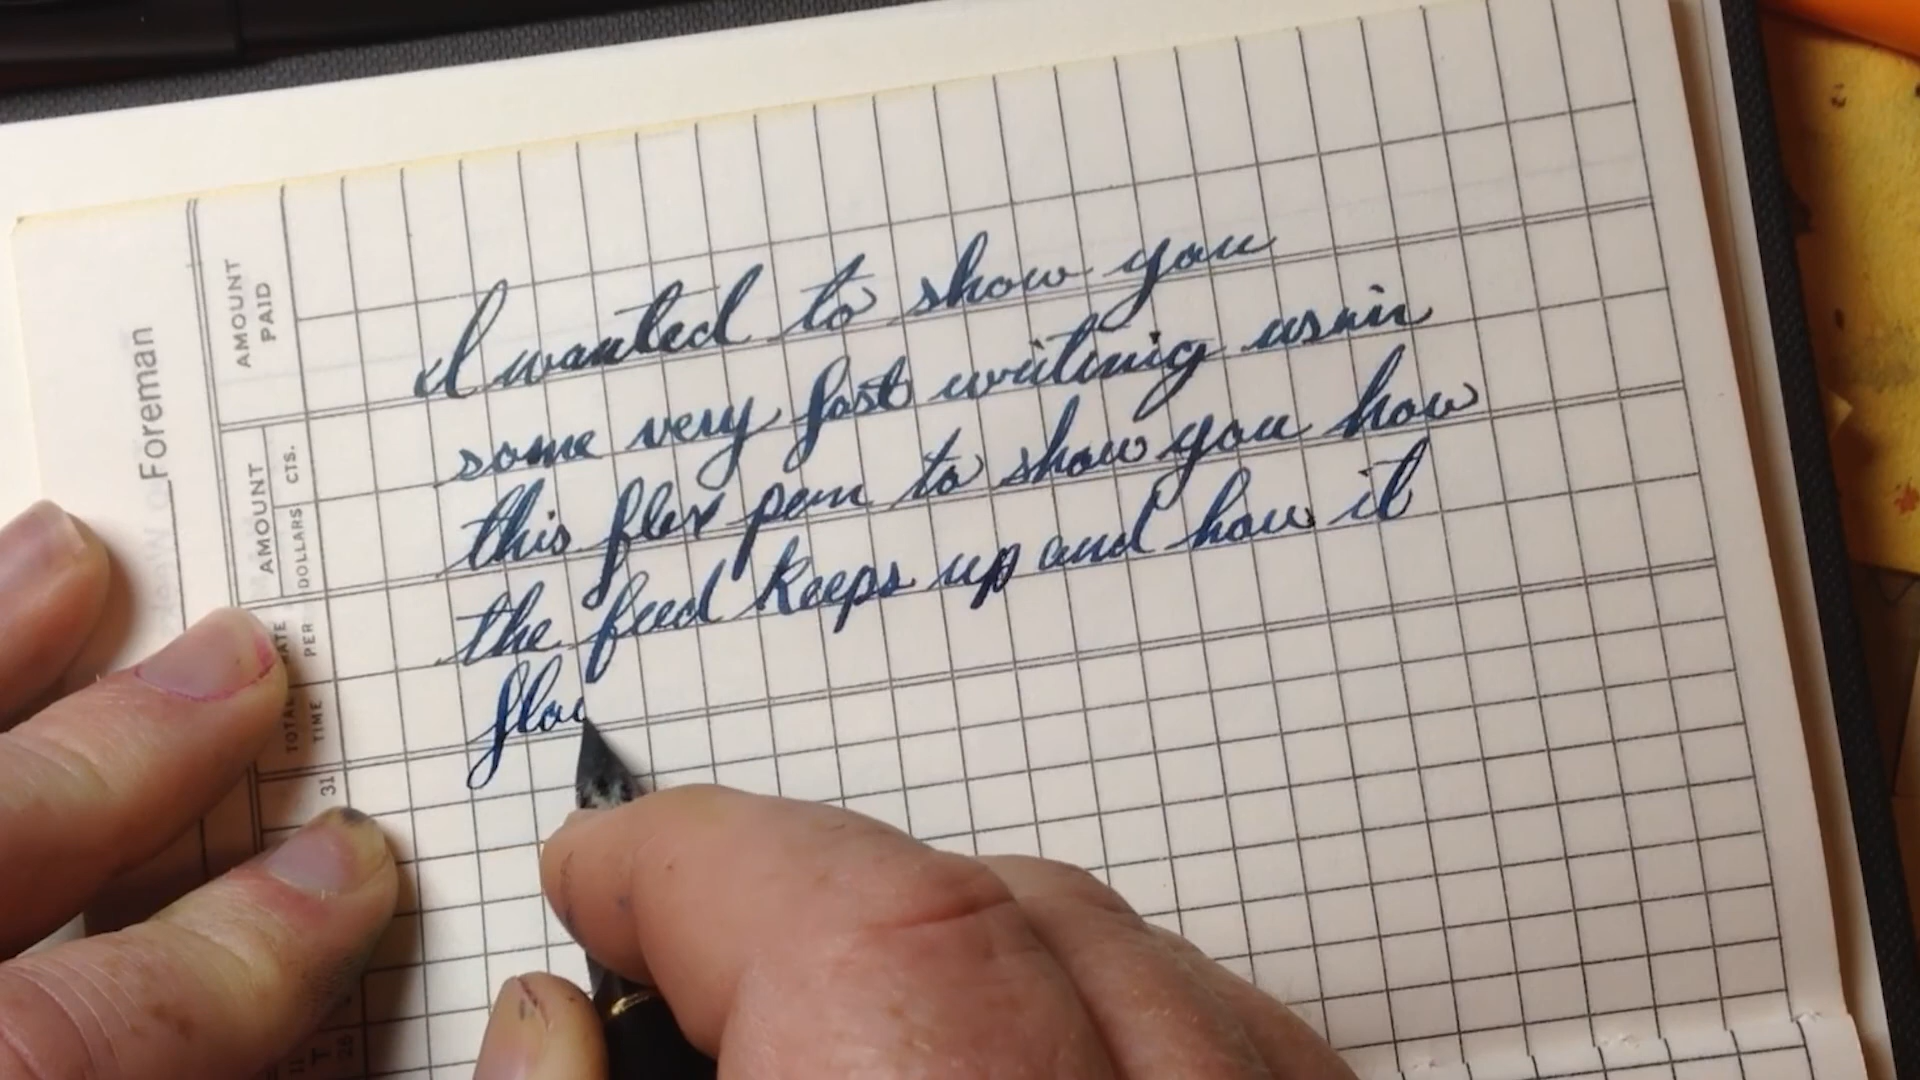 I wanted to show you
some very fast writing usin
this flex pen to show you how
the feed keeps up and how it
flow
Foreman
AMOUNT PAID
AMOUNT
DOLLARS CTS.
TOTAL TIME
RATE PER
31